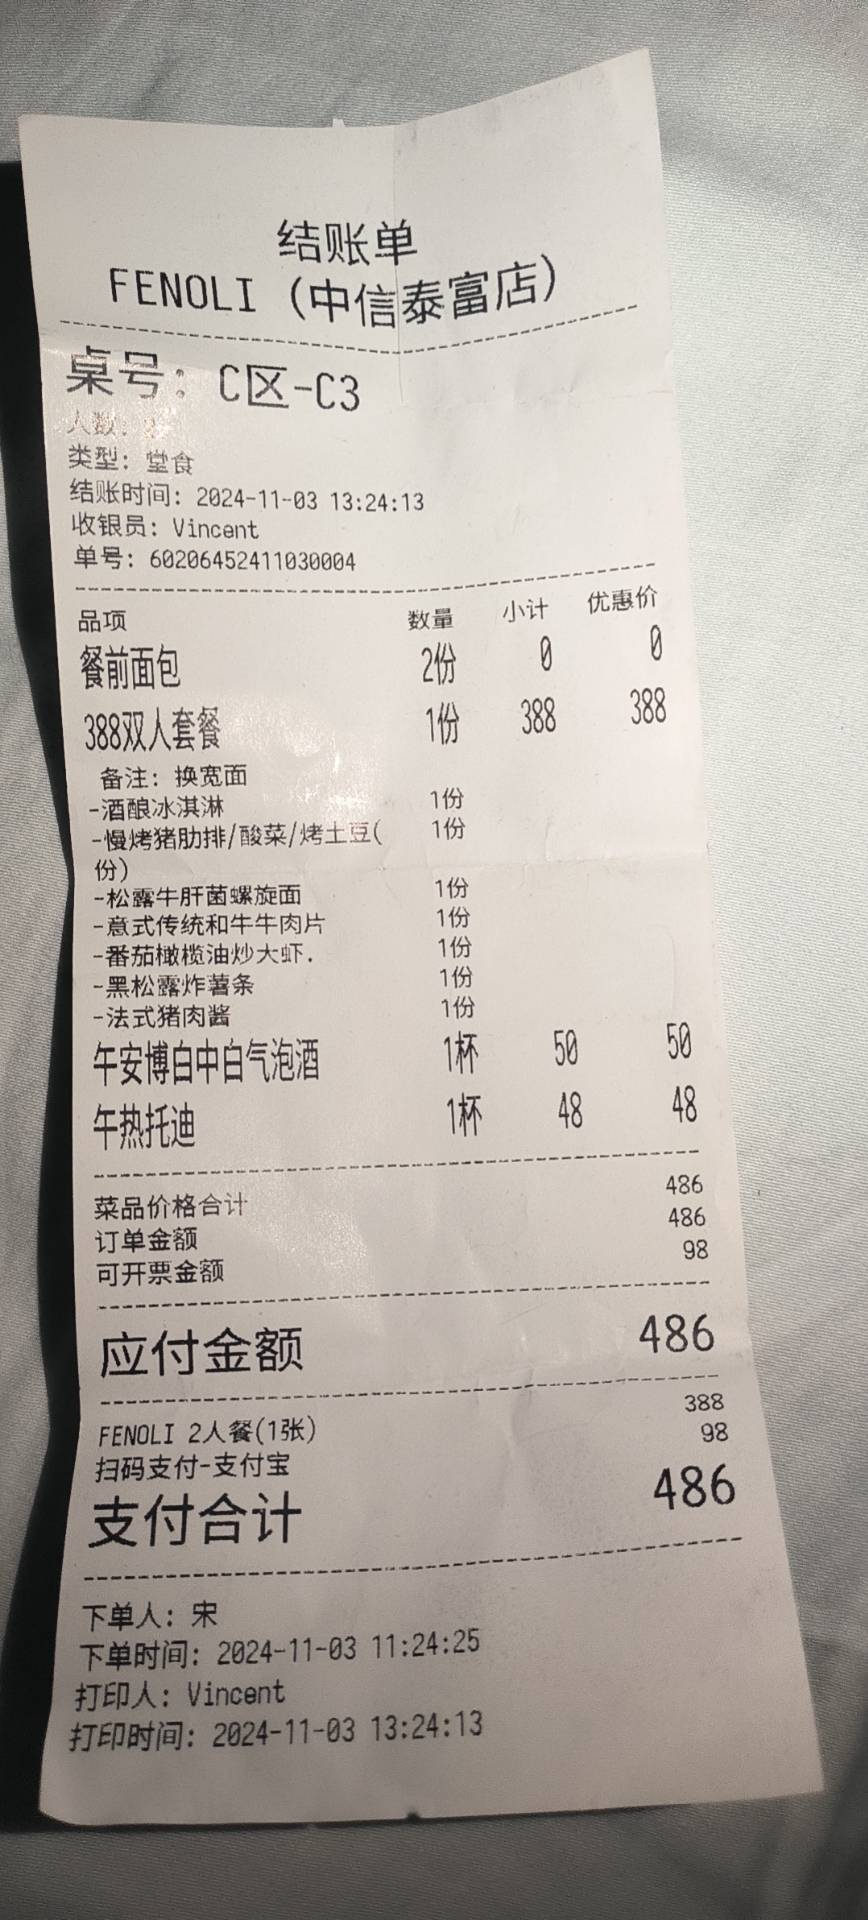 结账单
FENOLI (中信泰富店)
桌号: C区-C3
人数: 2
类型: 堂食
结账时间: 2024-11-03 13:24:13
收银员: Vincent
单号: 602064524110300​04
品项 数量 小计 优惠价
餐前面包 2份 0 0
388双人套餐 1份 388 388
备注: 换宽面
-酒酿冰淇淋 1份
-慢烤猪肋排/酸菜/烤土豆( 1份
份)
-松露牛肝菌螺旋面 1份
-意式传统和牛牛肉片 1份
-番茄橄榄油炒大虾. 1份
-黑松露炸薯条 1份
-法式猪肉酱 1份
午安博白中白气泡酒 1杯 50 50
午热托迪 1杯 48 48
菜品价格合计 486
订单金额 486
可开票金额 98
应付金额 486
FENOLI 2人餐(1张) 388
扫码支付-支付宝 98
支付合计 486
下单人: 宋
下单时间: 2024-11-03 11:24:25
打印人: Vincent
打印时间: 2024-11-03 13:24:13